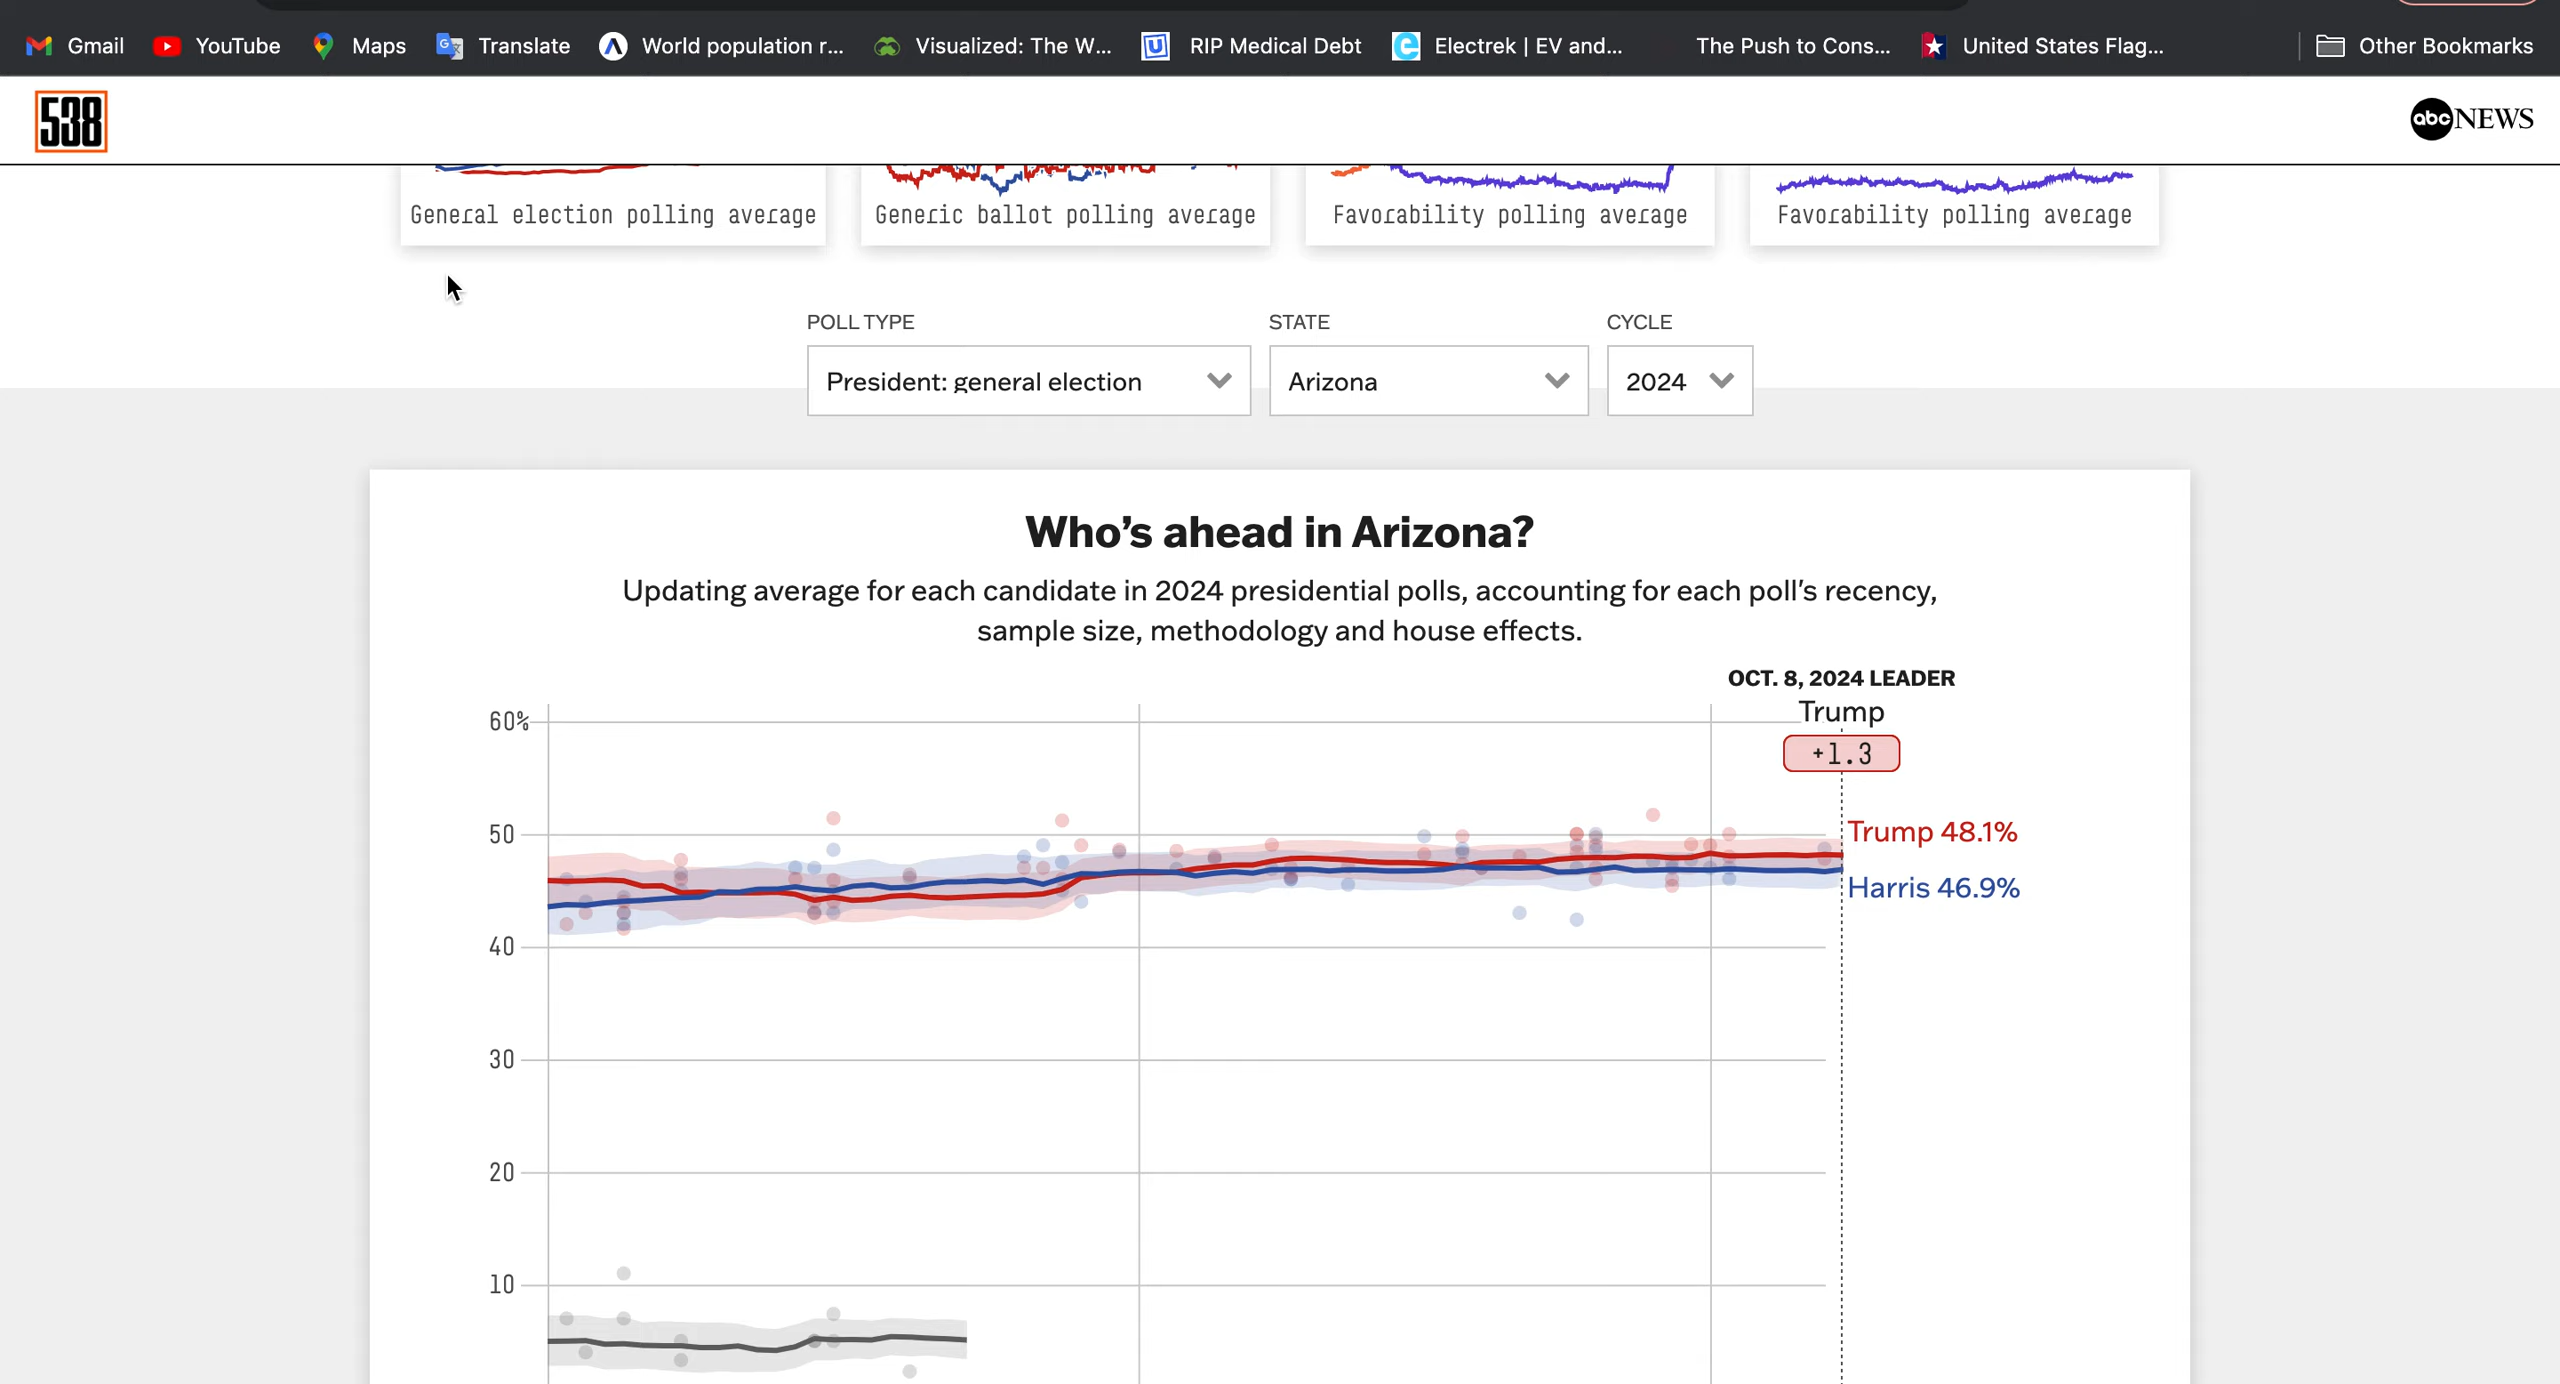 Gmail YouTube Maps Translate World population r... Visualized: The W... RIP Medical Debt Electrek | EV and... The Push to Cons... United States Flag... Other Bookmarks
538 abc NEWS
General election polling average Generic ballot polling average Favorability polling average Favorability polling average
POLL TYPE STATE CYCLE
President: general election Arizona 2024
Who's ahead in Arizona?
Updating average for each candidate in 2024 presidential polls, accounting for each poll's recency,
sample size, methodology and house effects.
OCT. 8, 2024 LEADER
Trump
60%
+1.3
50
Trump 48.1%
Harris 46.9%
40
30
20
10